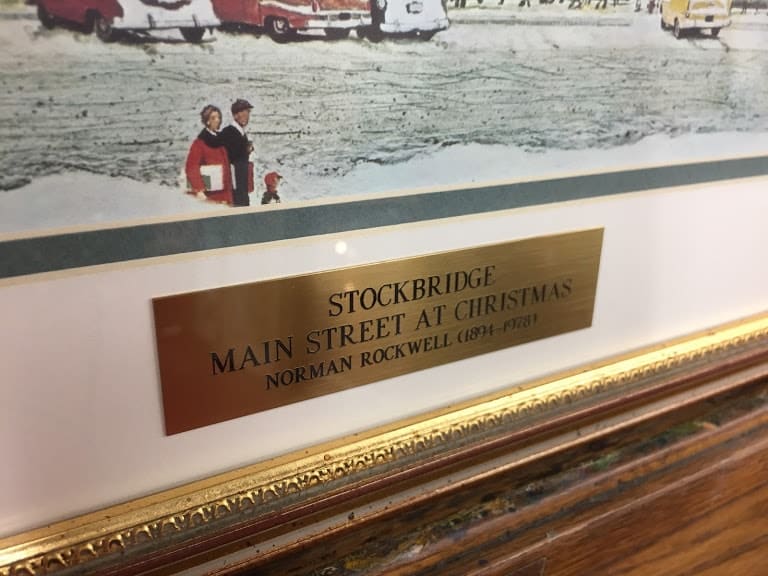 STOCKBRIDGE
MAIN STREET AT CHRISTMAS
NORMAN ROCKWELL (1894-1978)